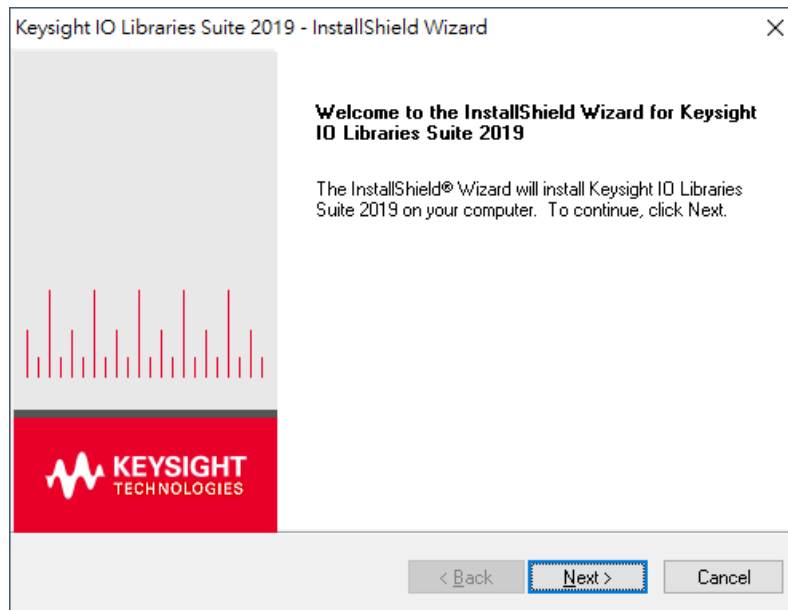 Keysight IO Libraries Suite 2019 - InstallShield Wizard
Welcome to the InstallShield Wizard for Keysight
IO Libraries Suite 2019
The InstallShield® Wizard will install Keysight IO Libraries
Suite 2019 on your computer. To continue, click Next.
KEYSIGHT
TECHNOLOGIES
< Back
Next >
Cancel